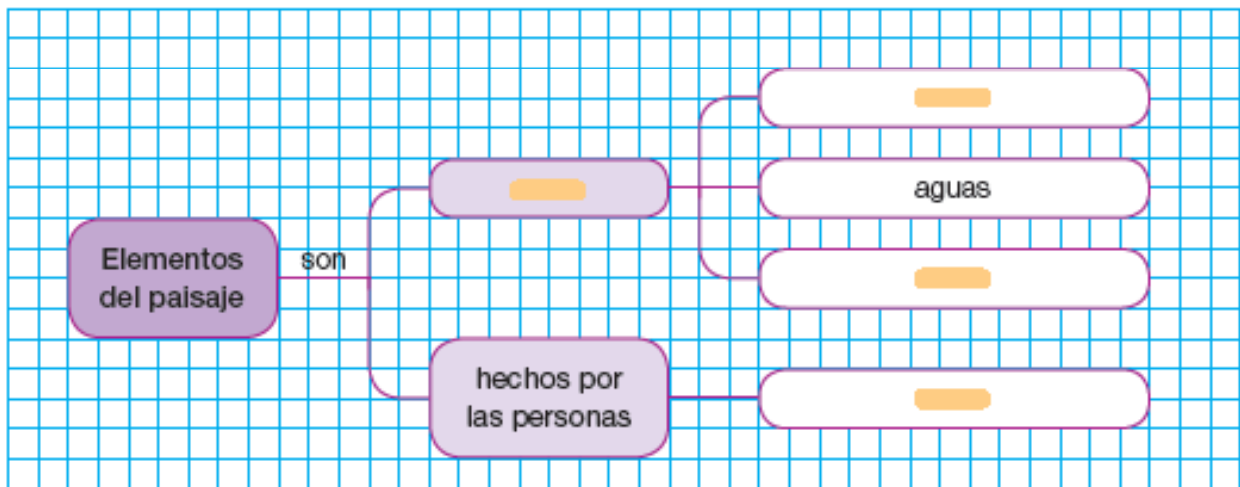 aguas
Elementos
del paisaje
son
hechos por
las personas